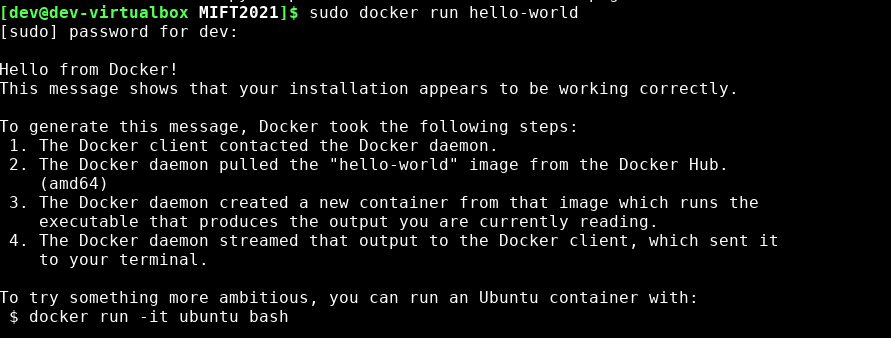 [dev@dev-virtualbox MIFT2021]$ sudo docker run hello-world
[sudo] password for dev:
Hello from Docker!
This message shows that your installation appears to be working correctly.
To generate this message, Docker took the following steps:
1. The Docker client contacted the Docker daemon.
2. The Docker daemon pulled the "hello-world" image from the Docker Hub.
(amd64)
3. The Docker daemon created a new container from that image which runs the
executable that produces the output you are currently reading.
4. The Docker daemon streamed that output to the Docker client, which sent it
to your terminal.
To try something more ambitious, you can run an Ubuntu container with:
$ docker run -it ubuntu bash